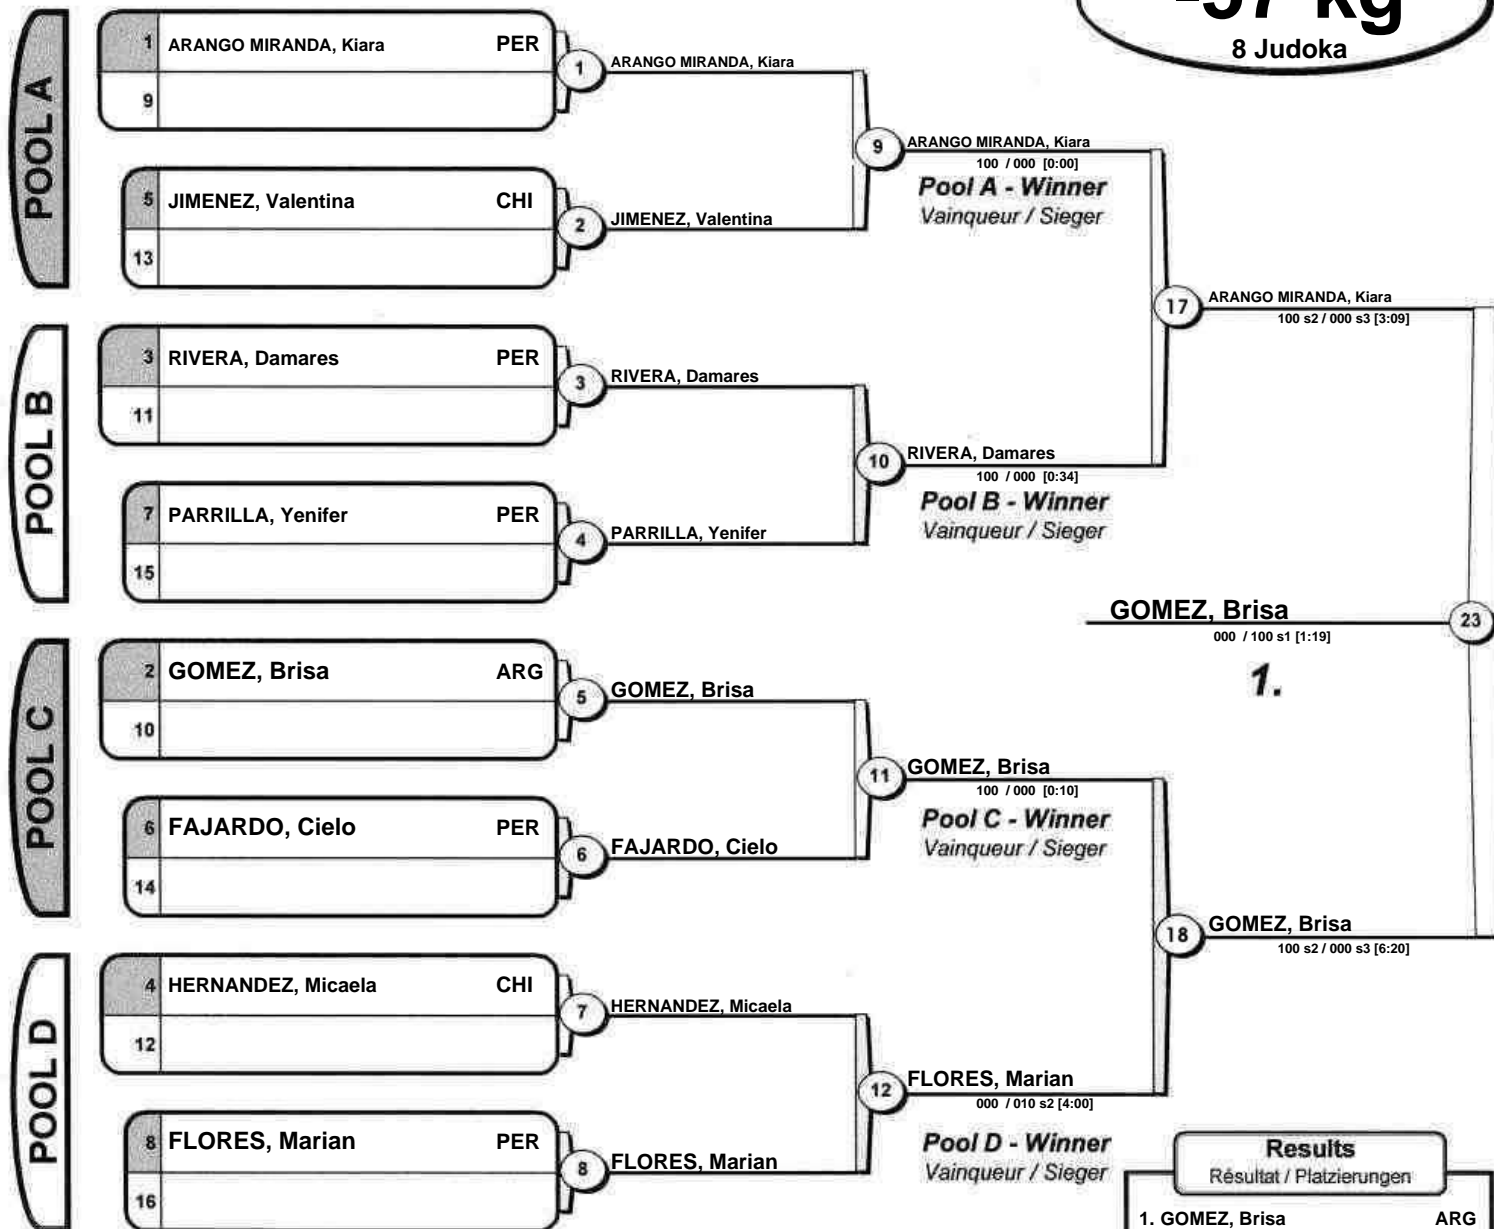 -57 kg
8 Judoka
POOL A
1 ARANGO MIRANDA, Kiara PER
9
5 JIMENEZ, Valentina CHI
13
1 ARANGO MIRANDA, Kiara
2 JIMENEZ, Valentina
9 ARANGO MIRANDA, Kiara
100 / 000 [0:00]
Pool A - Winner
Vainqueur / Sieger
POOL B
3 RIVERA, Damares PER
11
7 PARRILLA, Yenifer PER
15
3 RIVERA, Damares
4 PARRILLA, Yenifer
10 RIVERA, Damares
100 / 000 [0:34]
Pool B - Winner
Vainqueur / Sieger
17 ARANGO MIRANDA, Kiara
100 s2 / 000 s3 [3:09]
GOMEZ, Brisa 23
000 / 100 s1 [1:19]
1.
POOL C
2 GOMEZ, Brisa ARG
10
6 FAJARDO, Cielo PER
14
5 GOMEZ, Brisa
6 FAJARDO, Cielo
11 GOMEZ, Brisa
100 / 000 [0:10]
Pool C - Winner
Vainqueur / Sieger
18 GOMEZ, Brisa
100 s2 / 000 s3 [6:20]
POOL D
4 HERNANDEZ, Micaela CHI
12
8 FLORES, Marian PER
16
7 HERNANDEZ, Micaela
8 FLORES, Marian
12 FLORES, Marian
000 / 010 s2 [4:00]
Pool D - Winner
Vainqueur / Sieger
Results
Résultat / Platzierungen
1. GOMEZ, Brisa ARG